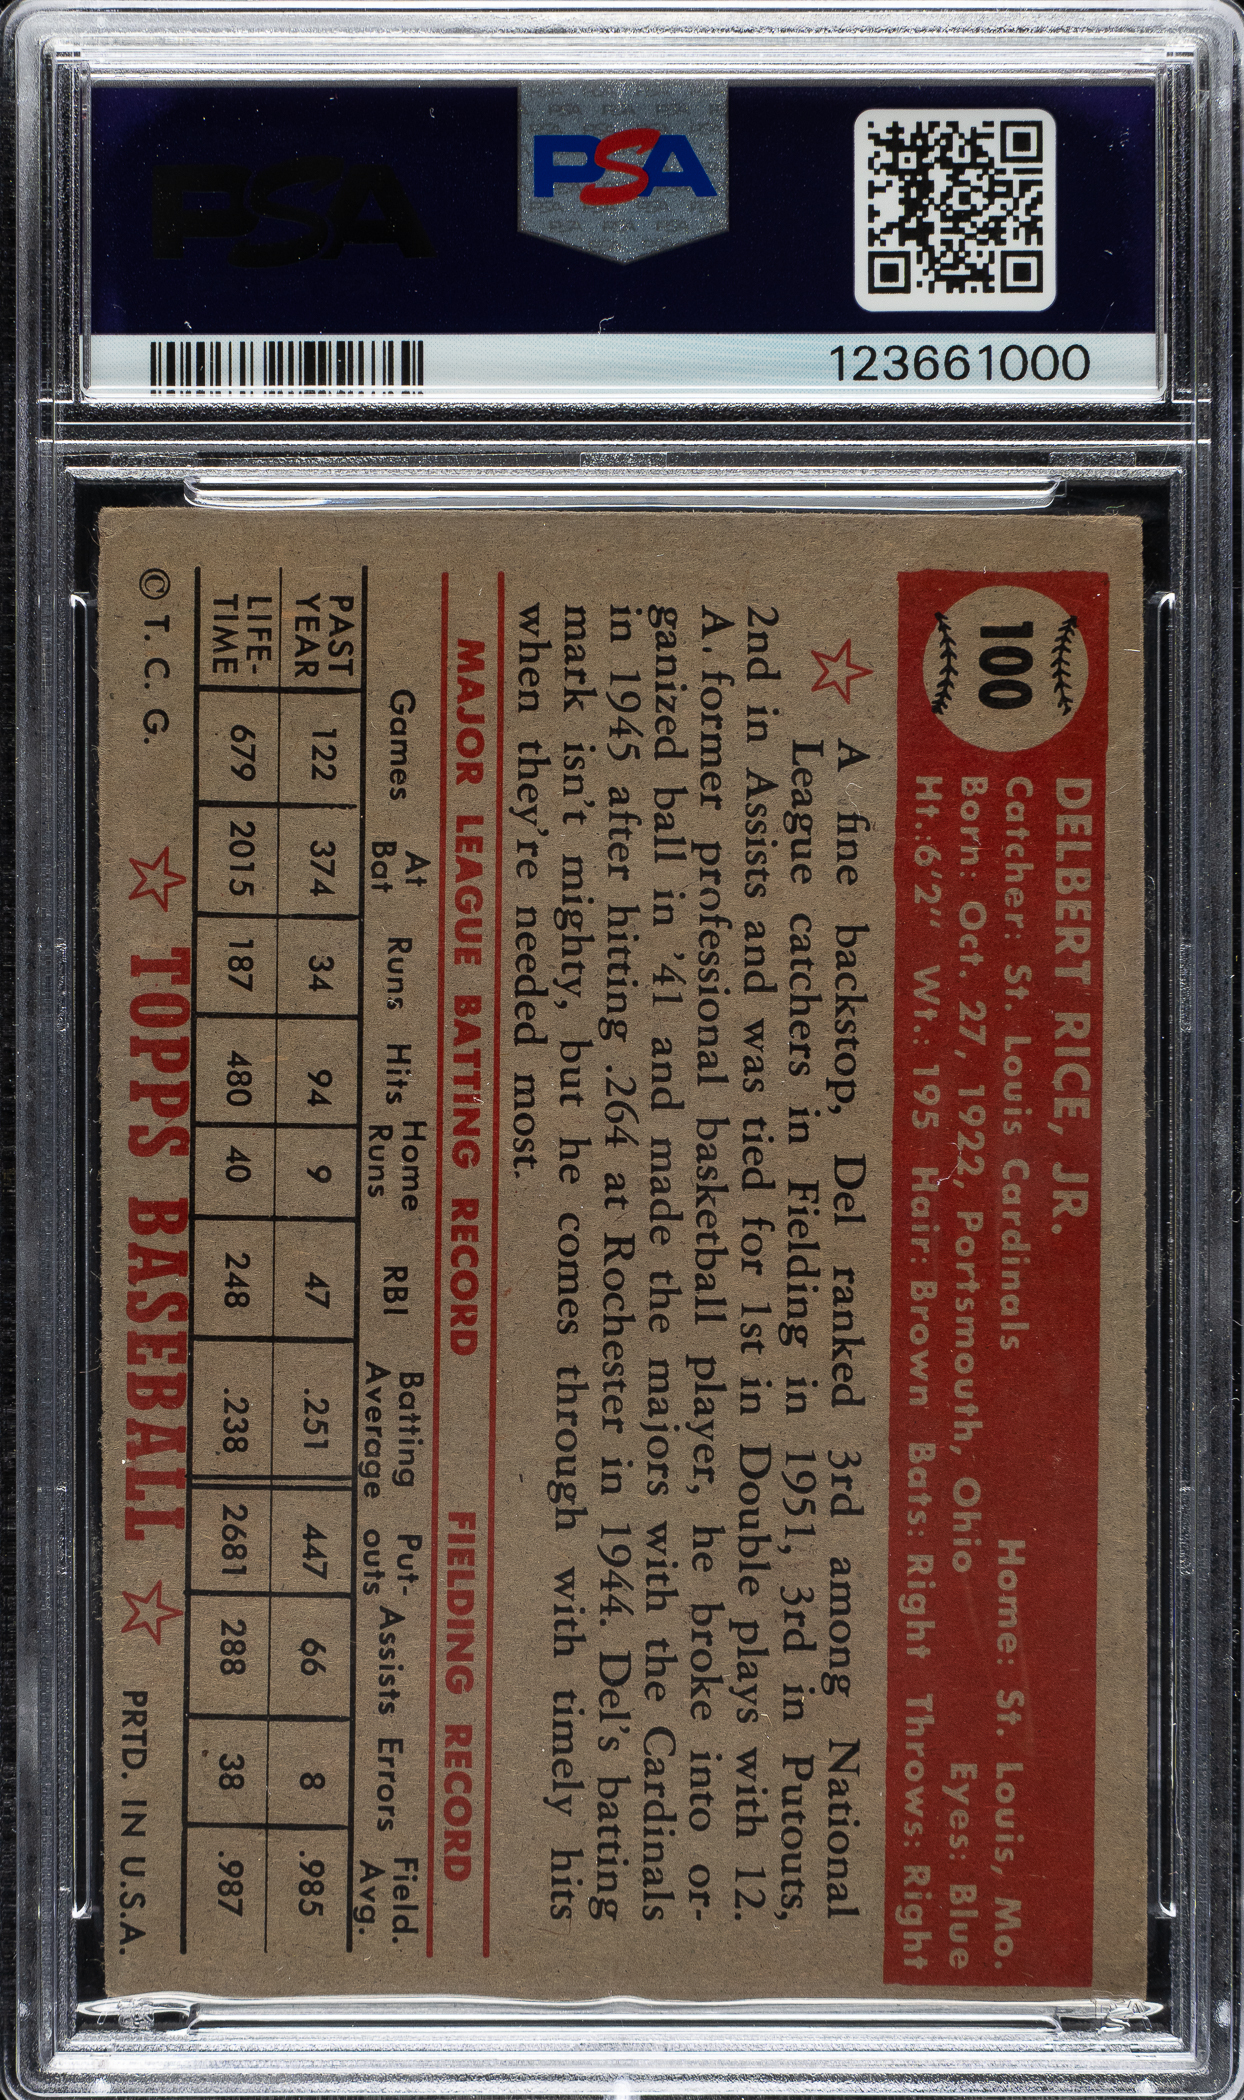 PSA
PSA
123661000
100
DELBERT RICE, JR.
Catcher: St. Louis Cardinals Home: St. Louis, Mo.
Born: Oct. 27, 1922, Portsmouth, Ohio Eyes: Blue
Ht.:6'2" Wt.: 195 Hair: Brown Bats: Right Throws: Right
A fine backstop, Del ranked 3rd among National
League catchers in Fielding in 1951, 3rd in Putouts,
2nd in Assists and was tied for 1st in Double plays with 12.
A. former professional basketball player, he broke into or-
ganized ball in '41 and made the majors with the Cardinals
in 1945 after hitting .264 at Rochester in 1944. Del's batting
mark isn't mighty, but he comes through with timely hits
when they're needed most.
MAJOR LEAGUE BATTING RECORD FIELDING RECORD
Games At Bat Runs Hits Home Runs RBI Batting Average Put-outs Assists Errors Field. Avg.
PAST YEAR 122 374 34 94 9 47 .251 447 66 8 .985
LIFE-TIME 679 2015 187 480 40 248 .238 2681 288 38 .987
© T. C. G. TOPPS BASEBALL PRTD. IN U.S.A.